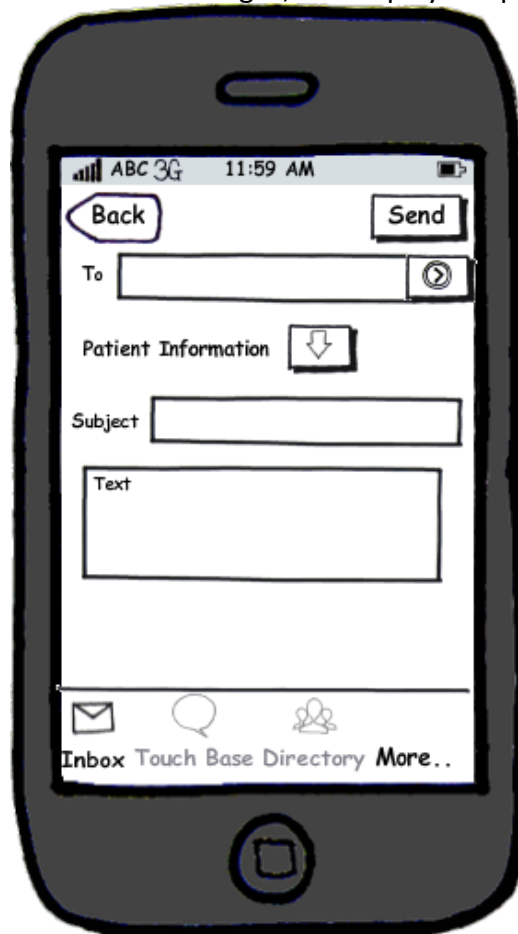 ABC 3G 11:59 AM
Back Send
To
Patient Information
Subject
Text
Inbox Touch Base Directory More..